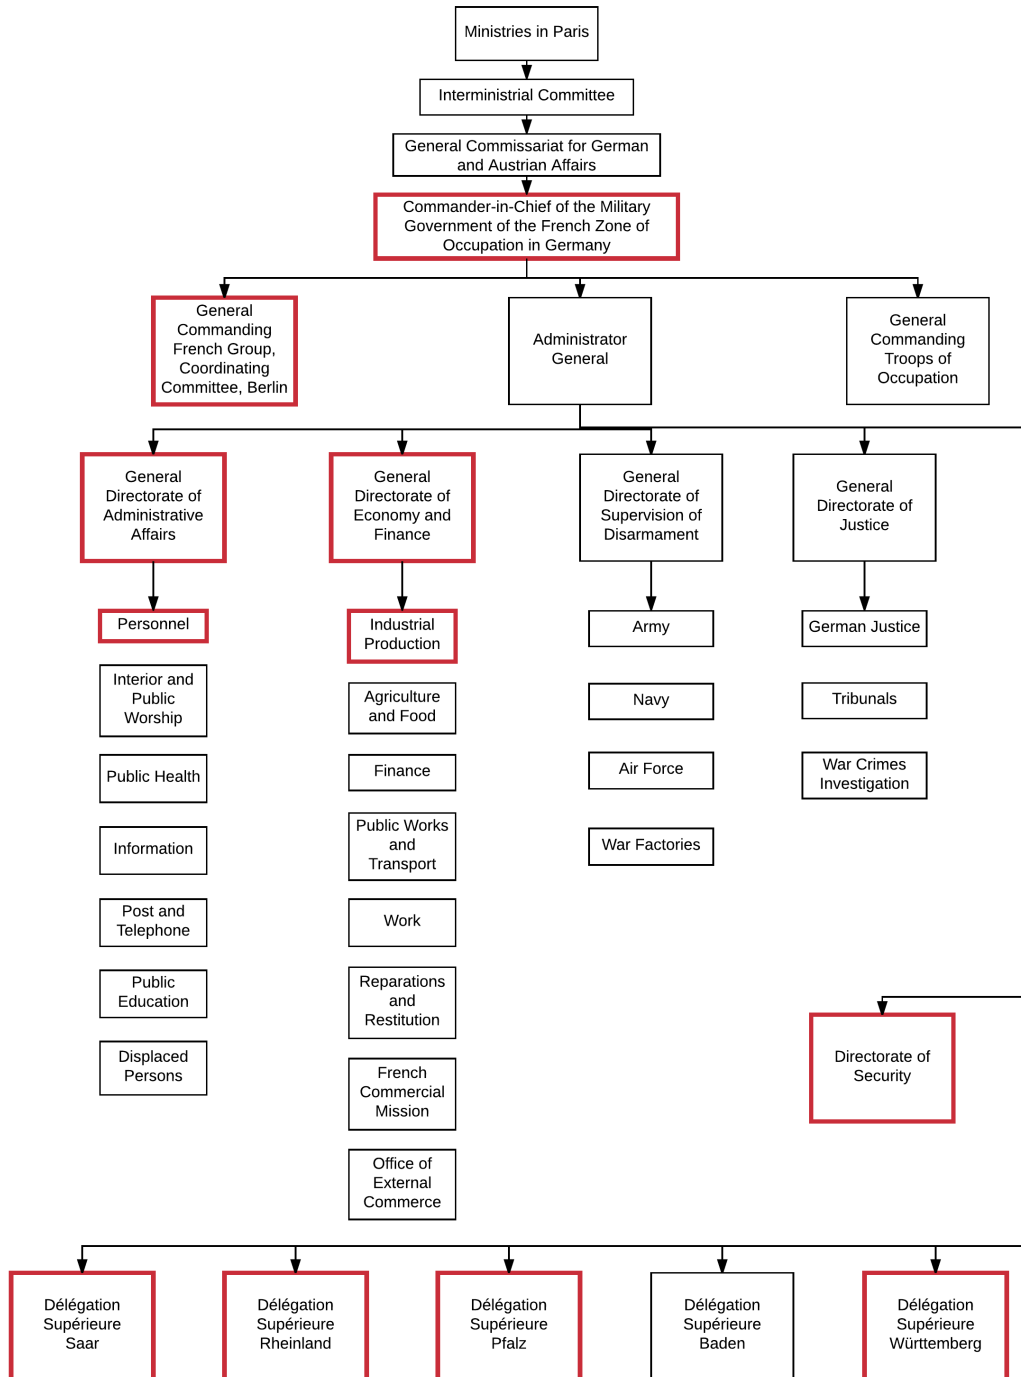 Ministries in Paris
Interministrial Committee
General Commissariat for German
and Austrian Affairs
Commander-in-Chief of the Military
Government of the French Zone of
Occupation in Germany
General
Commanding
French Group,
Coordinating
Committee, Berlin
Administrator
General
General
Commanding
Troops of
Occupation
General
Directorate of
Administrative
Affairs
General
Directorate of
Economy and
Finance
General
Directorate of
Supervision of
Disarmament
General
Directorate of
Justice
Personnel
Interior and
Public
Worship
Public Health
Information
Post and
Telephone
Public
Education
Displaced
Persons
Industrial
Production
Agriculture
and Food
Finance
Public Works
and
Transport
Work
Reparations
and
Restitution
French
Commercial
Mission
Office of
External
Commerce
Army
Navy
Air Force
War Factories
German Justice
Tribunals
War Crimes
Investigation
Directorate of
Security
Délégation
Supérieure
Saar
Délégation
Supérieure
Rheinland
Délégation
Supérieure
Pfalz
Délégation
Supérieure
Baden
Délégation
Supérieure
Württemberg